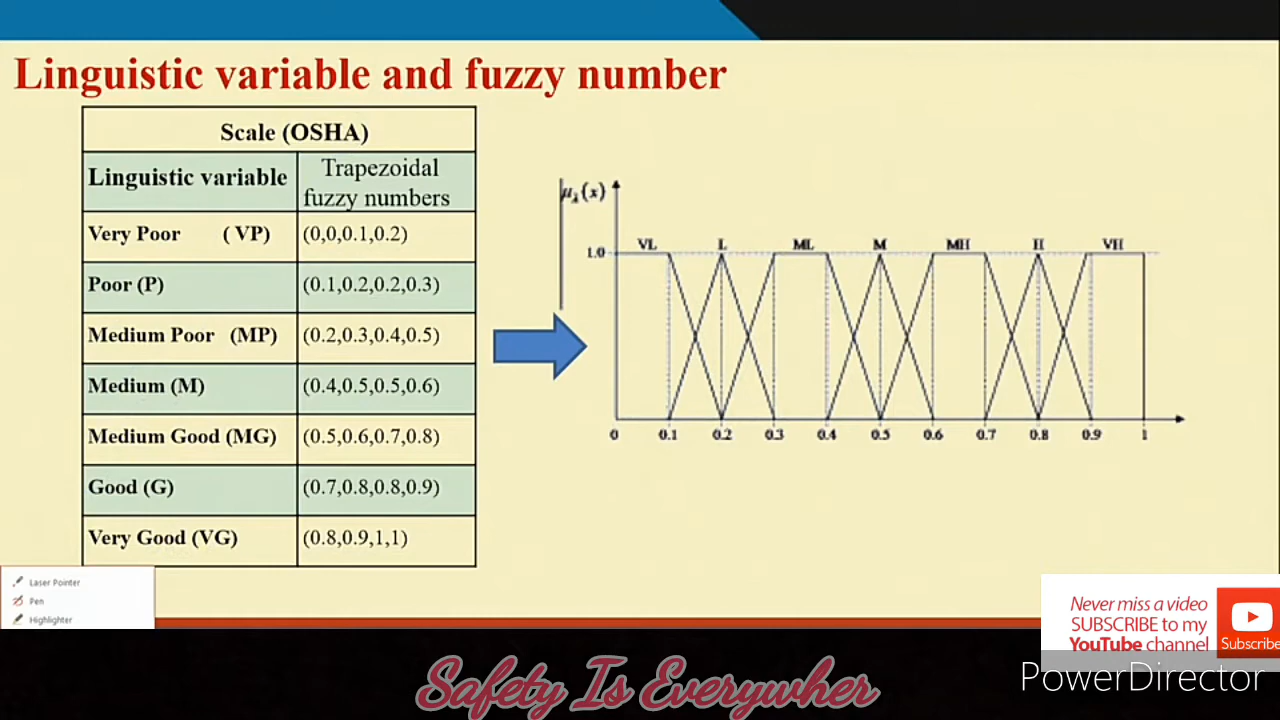 Linguistic variable and fuzzy number
Scale (OSHA)
Linguistic variable
Trapezoidal
fuzzy numbers
Very Poor ( VP) (0,0,0.1,0.2)
Poor (P) (0.1,0.2,0.2,0.3)
Medium Poor (MP) (0.2,0.3,0.4,0.5)
Medium (M) (0.4,0.5,0.5,0.6)
Medium Good (MG) (0.5,0.6,0.7,0.8)
Good (G) (0.7,0.8,0.8,0.9)
Very Good (VG) (0.8,0.9,1,1)
VL L ML M MH H VH
1.0
0 0.1 0.2 0.3 0.4 0.5 0.6 0.7 0.8 0.9 1
Laser Pointer
Pen
Highlighter
Never miss a video
SUBSCRIBE to my
YouTube channel
Subscribe
PowerDirector
Safety Is Everywher